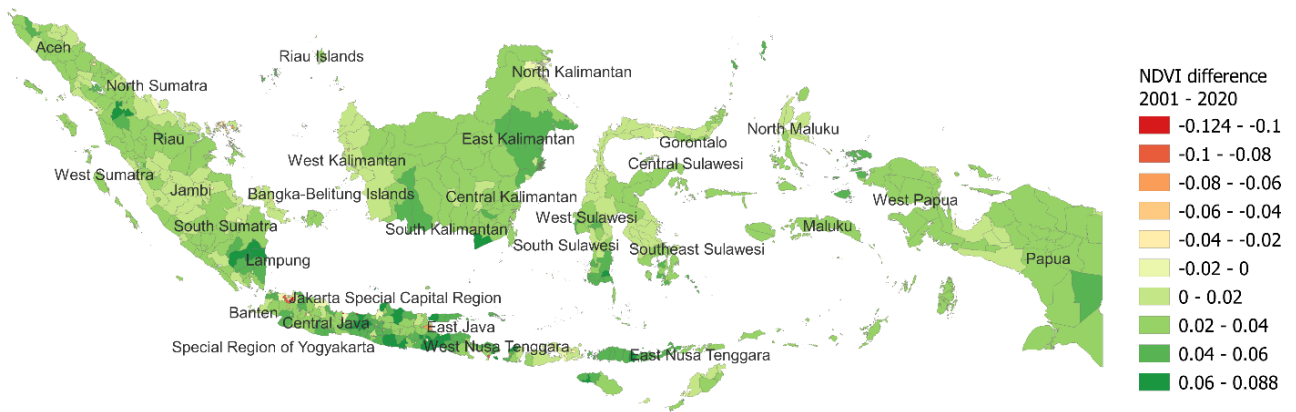 Aceh
Riau Islands
North Sumatra
North Kalimantan
Riau
East Kalimantan
North Maluku
Gorontalo
West Kalimantan
Central Sulawesi
West Sumatra
Jambi
Bangka-Belitung Islands
Central Kalimantan
West Papua
South Sumatra
South Kalimantan
West Sulawesi
Maluku
South Sulawesi
Southeast Sulawesi
Lampung
Papua
Jakarta Special Capital Region
Banten
Central Java
East Java
Special Region of Yogyakarta
West Nusa Tenggara
East Nusa Tenggara
NDVI difference
2001 - 2020
-0.124 - -0.1
-0.1 - -0.08
-0.08 - -0.06
-0.06 - -0.04
-0.04 - -0.02
-0.02 - 0
0 - 0.02
0.02 - 0.04
0.04 - 0.06
0.06 - 0.088